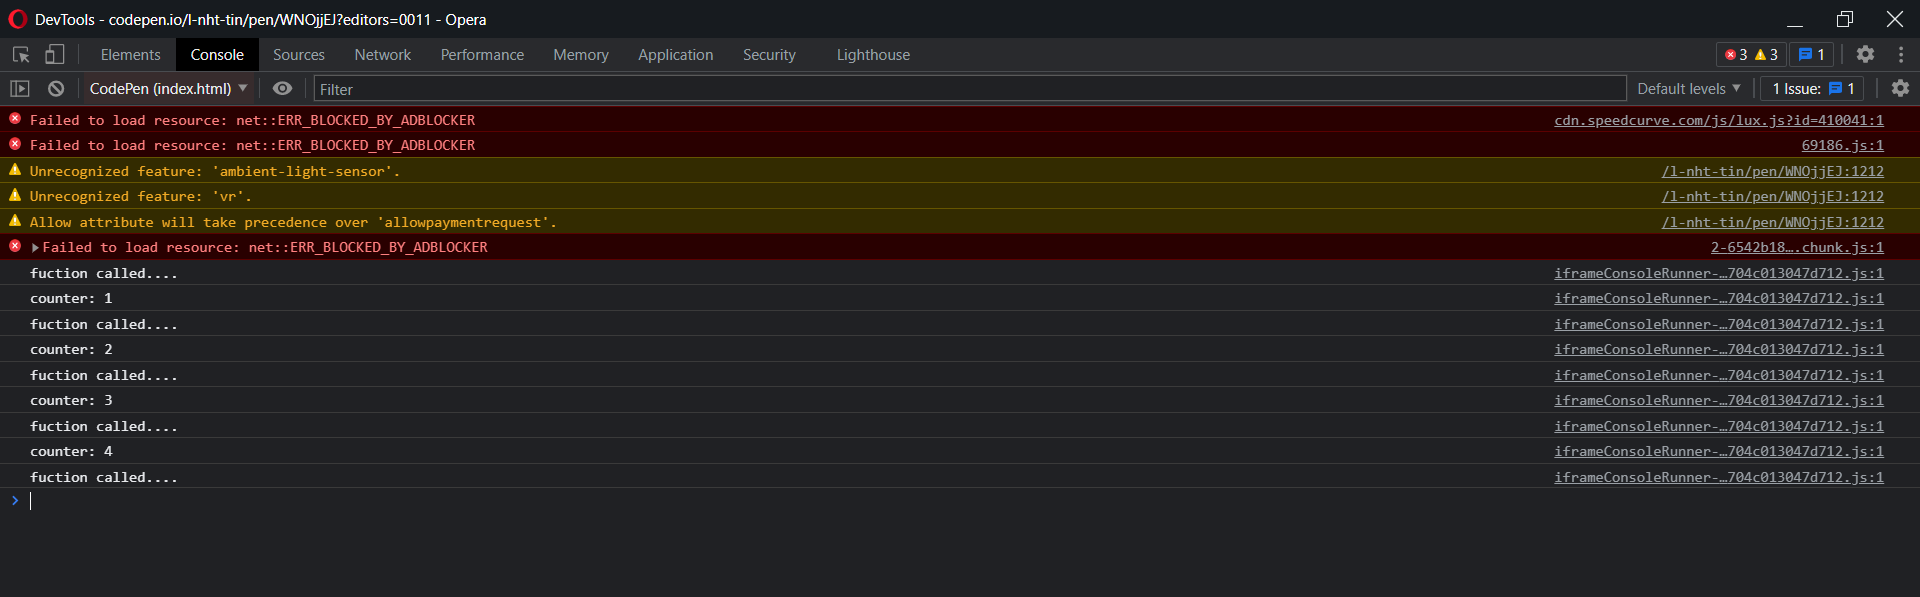 DevTools - codepen.io/l-nht-tin/pen/WNOjjEJ?editors=0011 - Opera
Elements Console Sources Network Performance Memory Application Security Lighthouse 3 3 1
CodePen (index.html) Filter Default levels 1 Issue: 1
Failed to load resource: net::ERR_BLOCKED_BY_ADBLOCKER cdn.speedcurve.com/js/lux.js?id=410041:1
Failed to load resource: net::ERR_BLOCKED_BY_ADBLOCKER 69186.js:1
Unrecognized feature: 'ambient-light-sensor'. /l-nht-tin/pen/WNOjjEJ:1212
Unrecognized feature: 'vr'. /l-nht-tin/pen/WNOjjEJ:1212
Allow attribute will take precedence over 'allowpaymentrequest'. /l-nht-tin/pen/WNOjjEJ:1212
Failed to load resource: net::ERR_BLOCKED_BY_ADBLOCKER 2-6542b18….chunk.js:1
fuction called.... iframeConsoleRunner-…704c013047d712.js:1
counter: 1 iframeConsoleRunner-…704c013047d712.js:1
fuction called.... iframeConsoleRunner-…704c013047d712.js:1
counter: 2 iframeConsoleRunner-…704c013047d712.js:1
fuction called.... iframeConsoleRunner-…704c013047d712.js:1
counter: 3 iframeConsoleRunner-…704c013047d712.js:1
fuction called.... iframeConsoleRunner-…704c013047d712.js:1
counter: 4 iframeConsoleRunner-…704c013047d712.js:1
fuction called.... iframeConsoleRunner-…704c013047d712.js:1